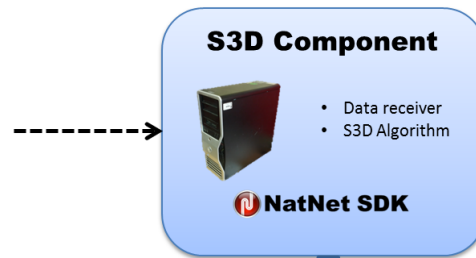 S3D Component
• Data receiver
• S3D Algorithm
NatNet SDK